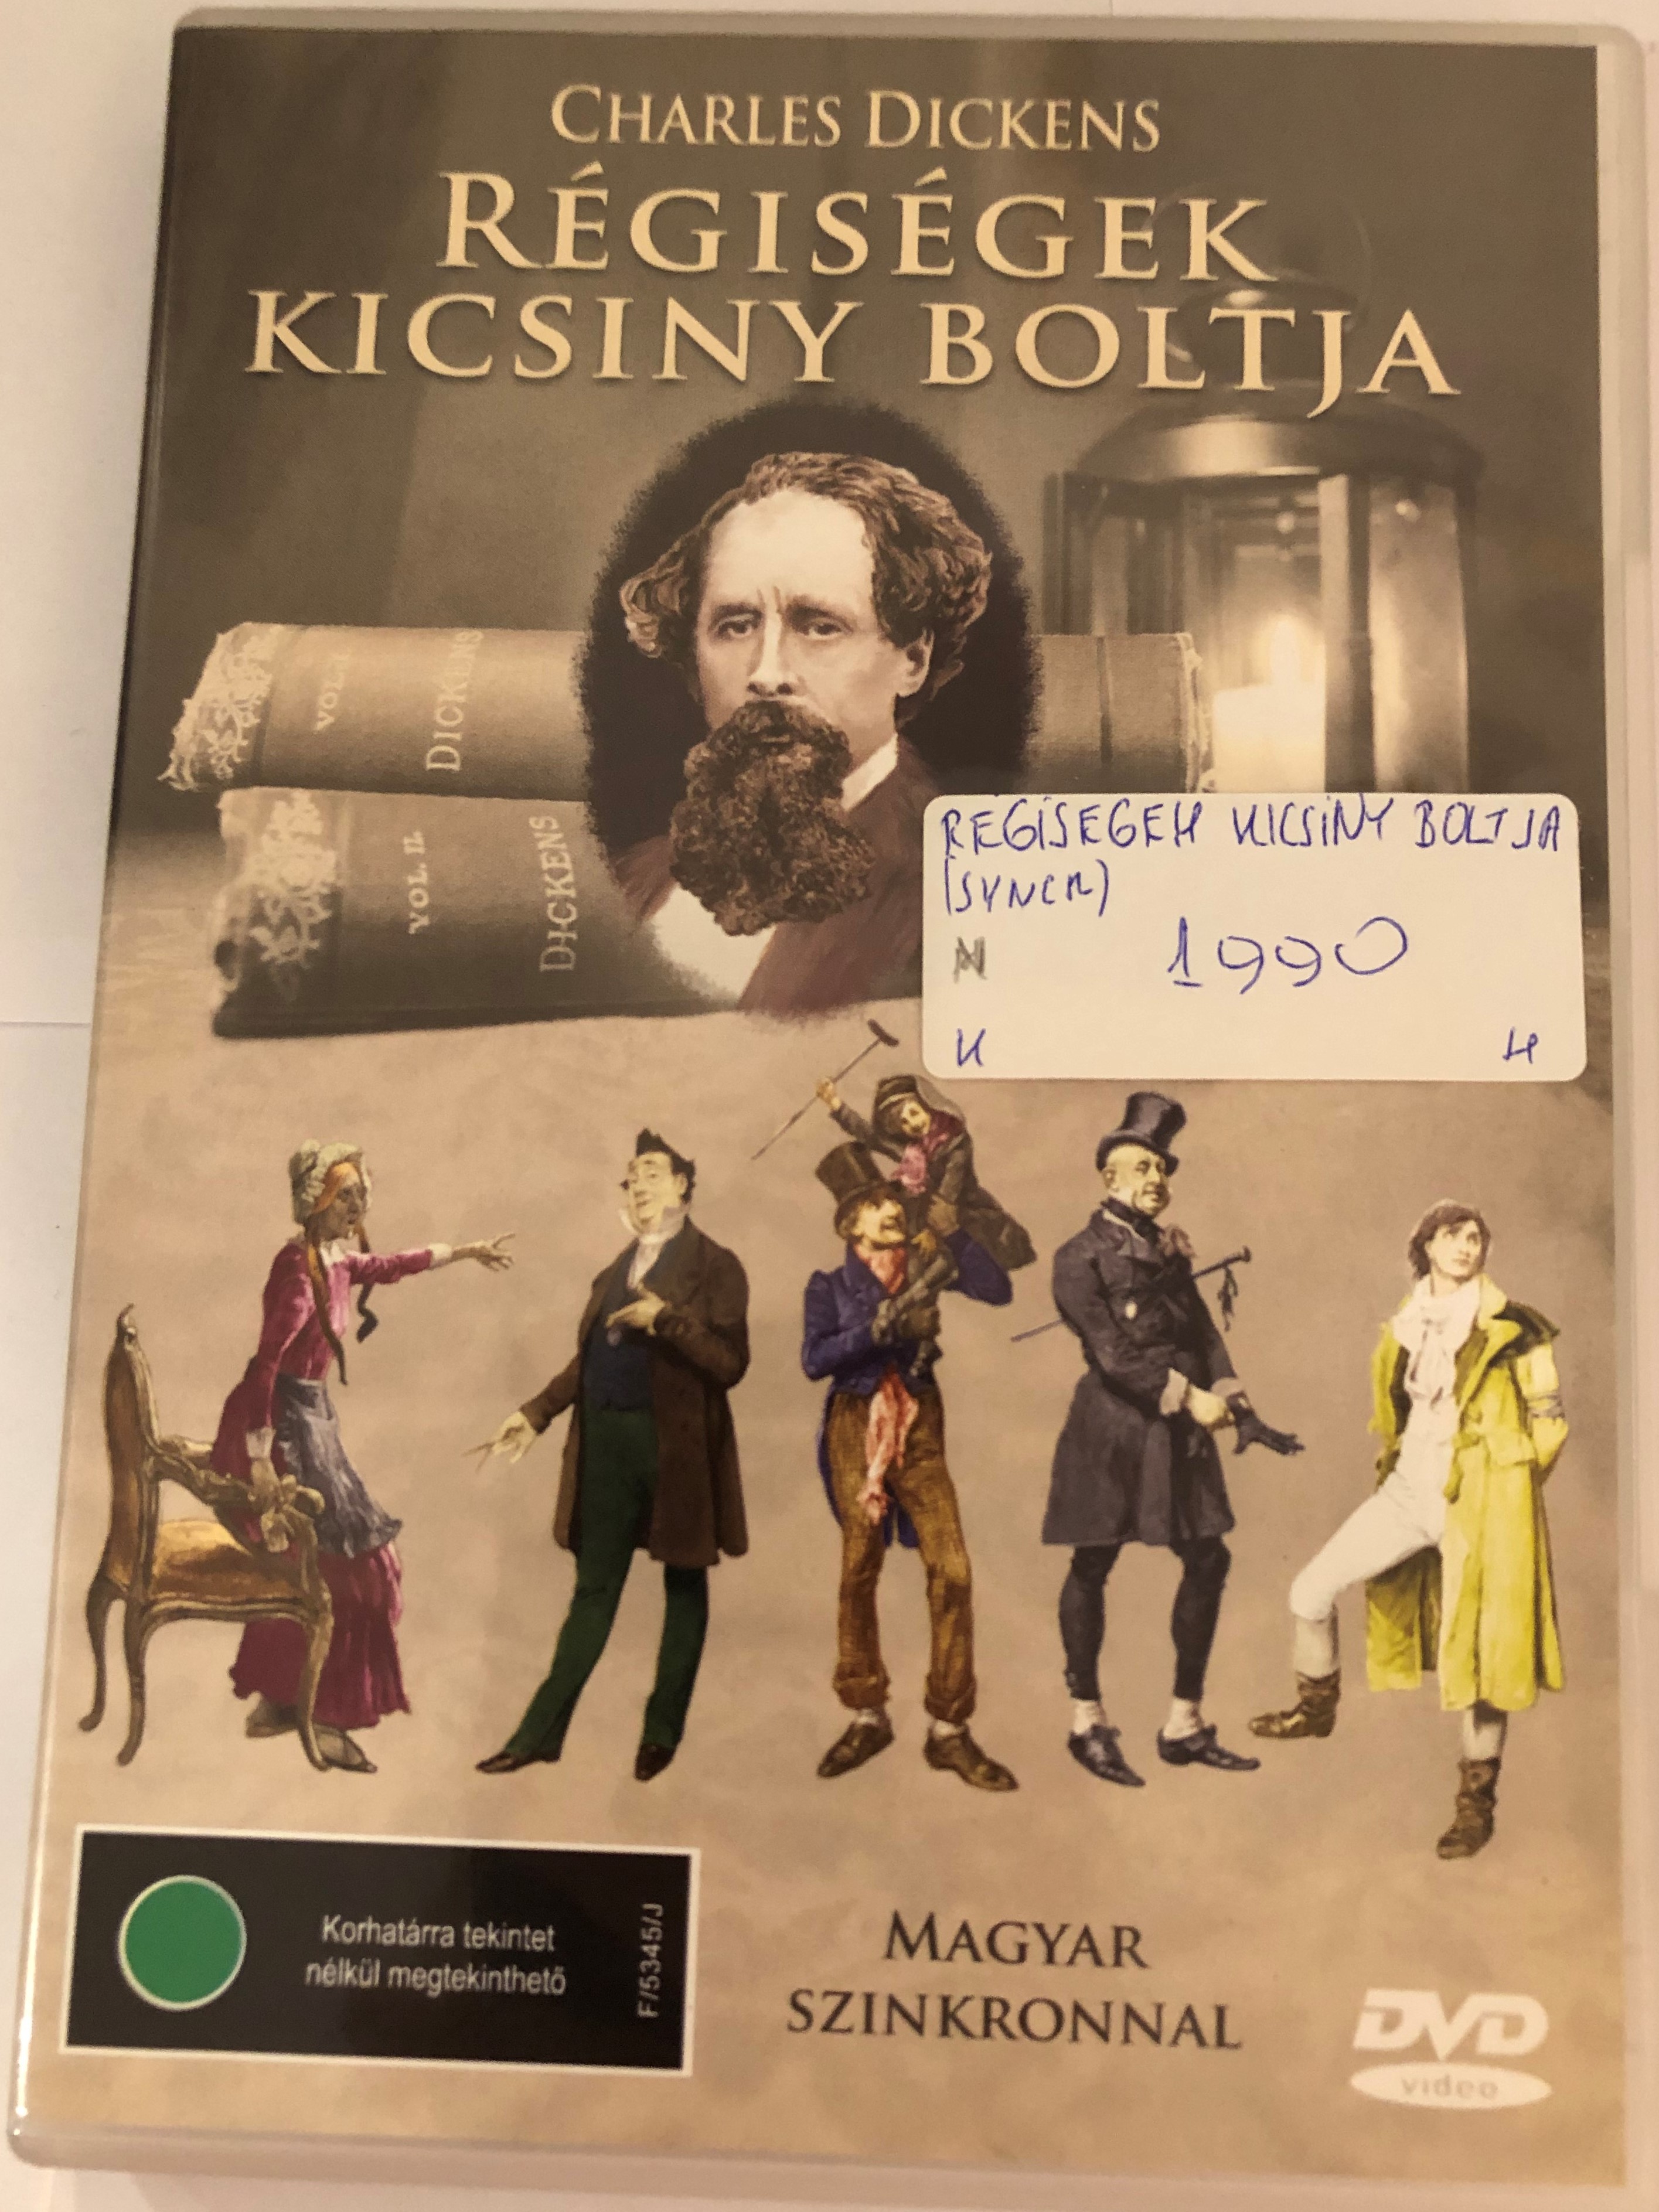 CHARLES DICKENS
RÉGISÉGEK
KICSINY BOLTJA
VOL. I.
DICKENS
VOL. II.
DICKENS
REGISEGEK KICSINY BOLTJA
(SYNCR)
N 1990
K H
Korhatárra tekintet
nélkül megtekinthető
F/5345/J
MAGYAR
SZINKRONNAL
DVD
video